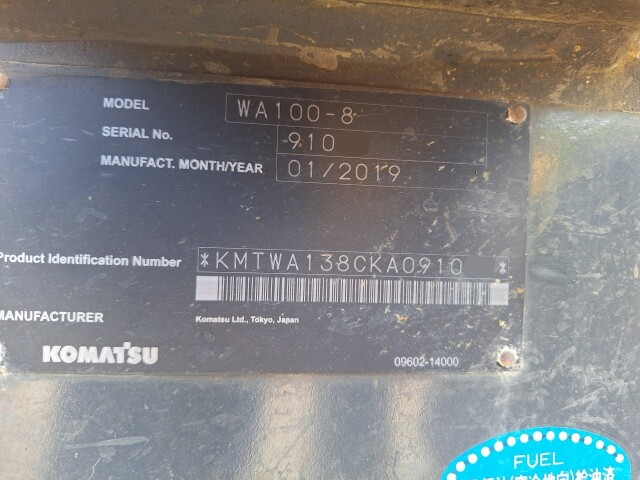 MODEL WA100-8
SERIAL No. 910
MANUFACT. MONTH/YEAR 01/2019
Product Identification Number *KMTWA138CKA0910*
MANUFACTURER Komatsu Ltd., Tokyo, Japan
KOMATSU 09602-14000
FUEL